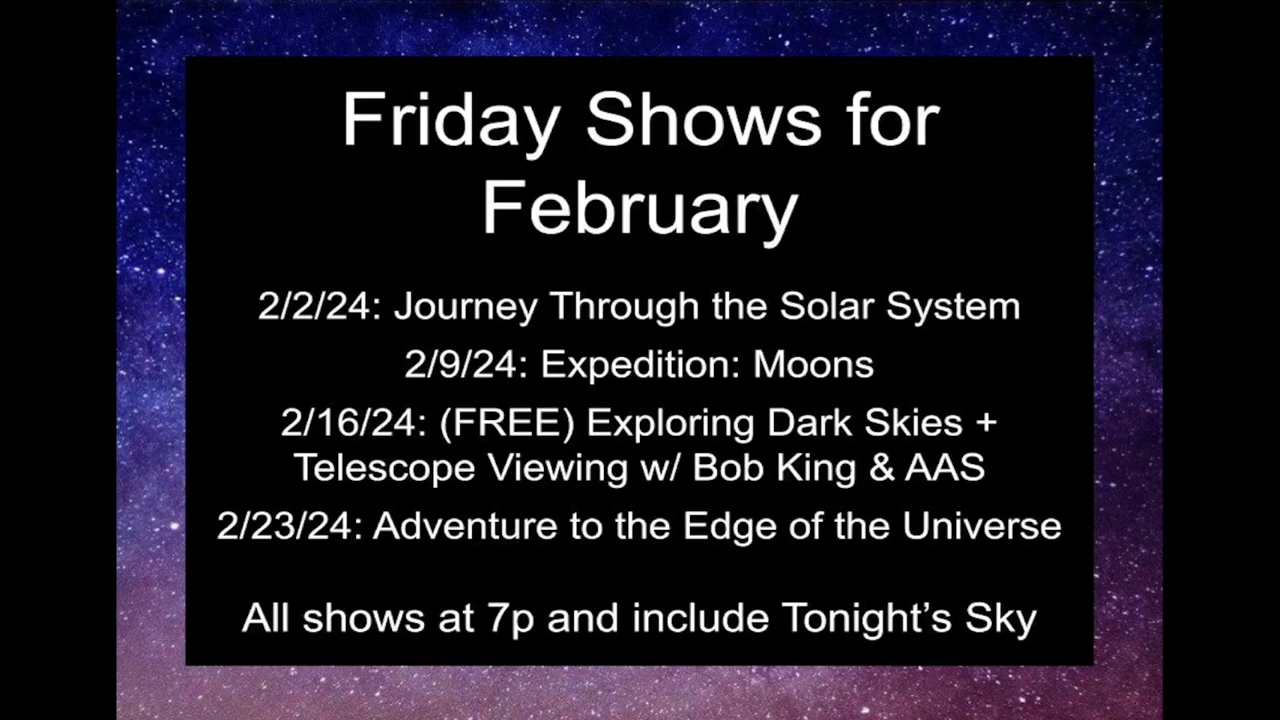 Friday Shows for
February
2/2/24: Journey Through the Solar System
2/9/24: Expedition: Moons
2/16/24: (FREE) Exploring Dark Skies +
Telescope Viewing w/ Bob King & AAS
2/23/24: Adventure to the Edge of the Universe
All shows at 7p and include Tonight’s Sky